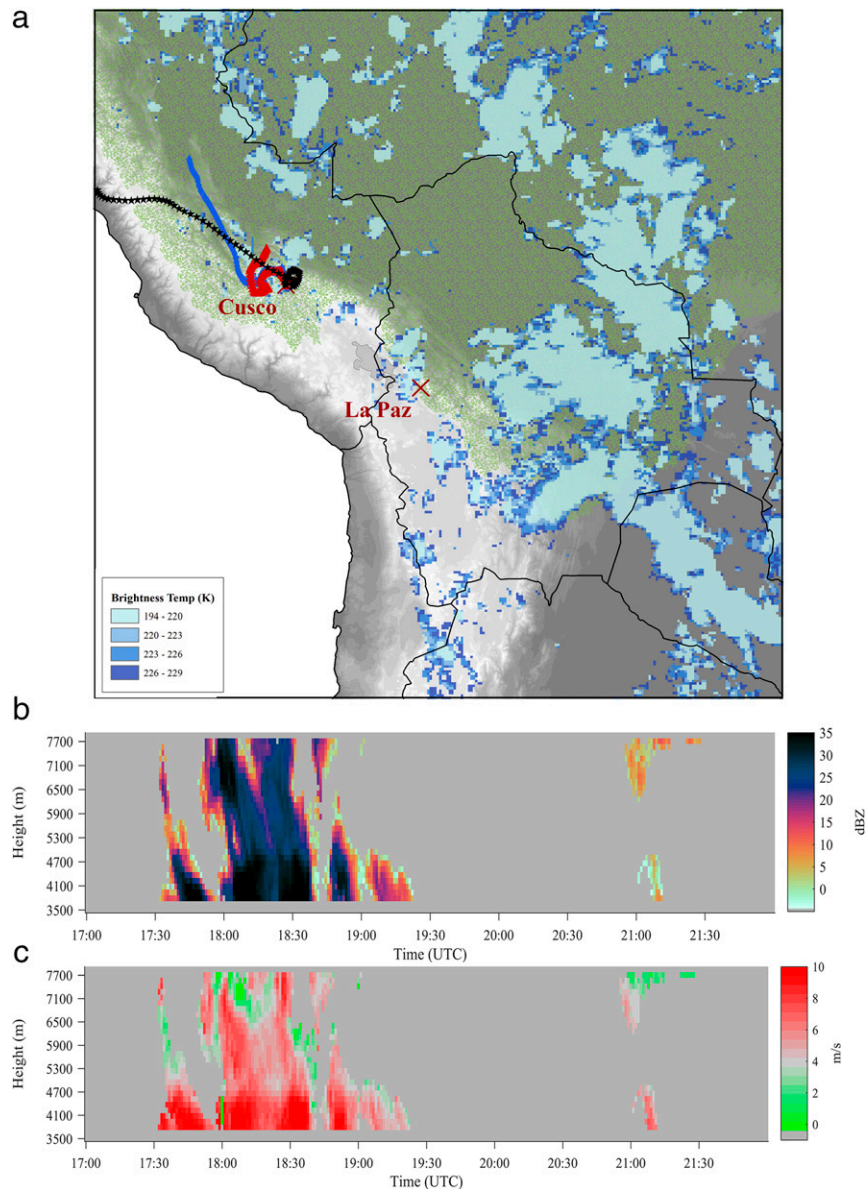 a
Cusco
La Paz
Brightness Temp (K)
194 - 220
220 - 223
223 - 226
226 - 229
b
Height (m)
7700
7100
6500
5900
5300
4700
4100
3500
17:00 17:30 18:00 18:30 19:00 19:30 20:00 20:30 21:00 21:30
Time (UTC)
35
30
25
20
15
10
5
0
dBZ
c
Height (m)
7700
7100
6500
5900
5300
4700
4100
3500
17:00 17:30 18:00 18:30 19:00 19:30 20:00 20:30 21:00 21:30
Time (UTC)
10
8
6
4
2
0
m/s